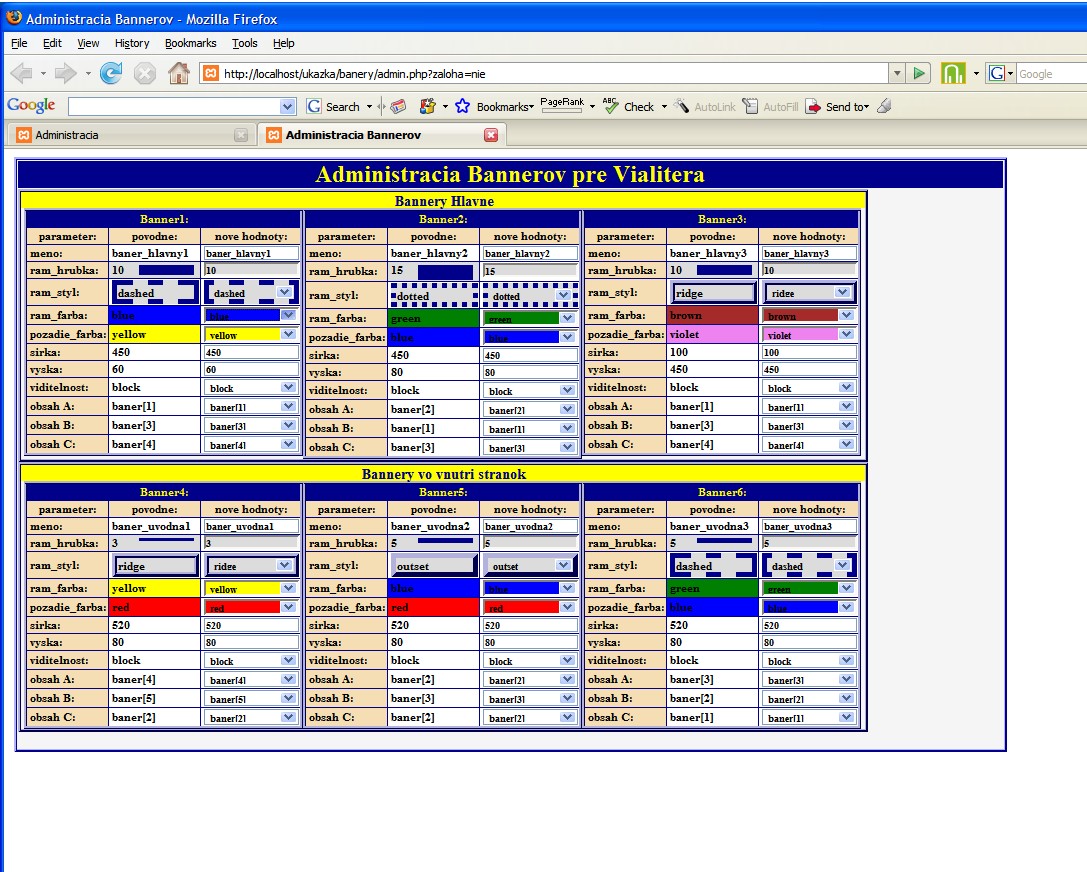 Administracia Bannerov - Mozilla Firefox
File Edit View History Bookmarks Tools Help
http://localhost/ukazka/banery/admin.php?zaloha=nie
G Google
Google G Search Bookmarks PageRank ABC Check AutoLink AutoFill Send to
Administracia Administracia Bannerov
Administracia Bannerov pre Vialitera
Bannery Hlavne
Banner1: Banner2: Banner3:
parameter: povodne: nove hodnoty: parameter: povodne: nove hodnoty: parameter: povodne: nove hodnoty:
meno: baner_hlavny1 baner_hlavny1 meno: baner_hlavny2 baner_hlavny2 meno: baner_hlavny3 baner_hlavny3
ram_hrubka: 10 10 ram_hrubka: 15 15 ram_hrubka: 10 10
ram_styl: dashed dashed ram_styl: dotted dotted ram_styl: ridge ridge
ram_farba: blue blue ram_farba: green green ram_farba: brown brown
pozadie_farba: yellow yellow pozadie_farba: blue blue pozadie_farba: violet violet
sirka: 450 450 sirka: 450 450 sirka: 100 100
vyska: 60 60 vyska: 80 80 vyska: 450 450
viditelnost: block block viditelnost: block block viditelnost: block block
obsah A: baner[1] baner[1] obsah A: baner[2] baner[2] obsah A: baner[1] baner[1]
obsah B: baner[3] baner[3] obsah B: baner[1] baner[1] obsah B: baner[3] baner[3]
obsah C: baner[4] baner[4] obsah C: baner[3] baner[3] obsah C: baner[4] baner[4]
Bannery vo vnutri stranok
Banner4: Banner5: Banner6:
parameter: povodne: nove hodnoty: parameter: povodne: nove hodnoty: parameter: povodne: nove hodnoty:
meno: baner_uvodna1 baner_uvodna1 meno: baner_uvodna2 baner_uvodna2 meno: baner_uvodna3 baner_uvodna3
ram_hrubka: 3 3 ram_hrubka: 5 5 ram_hrubka: 5 5
ram_styl: ridge ridge ram_styl: outset outset ram_styl: dashed dashed
ram_farba: yellow yellow ram_farba: blue blue ram_farba: green green
pozadie_farba: red red pozadie_farba: red red pozadie_farba: blue blue
sirka: 520 520 sirka: 520 520 sirka: 520 520
vyska: 80 80 vyska: 80 80 vyska: 80 80
viditelnost: block block viditelnost: block block viditelnost: block block
obsah A: baner[4] baner[4] obsah A: baner[2] baner[2] obsah A: baner[3] baner[3]
obsah B: baner[5] baner[5] obsah B: baner[3] baner[3] obsah B: baner[2] baner[2]
obsah C: baner[2] baner[2] obsah C: baner[2] baner[2] obsah C: baner[1] baner[1]